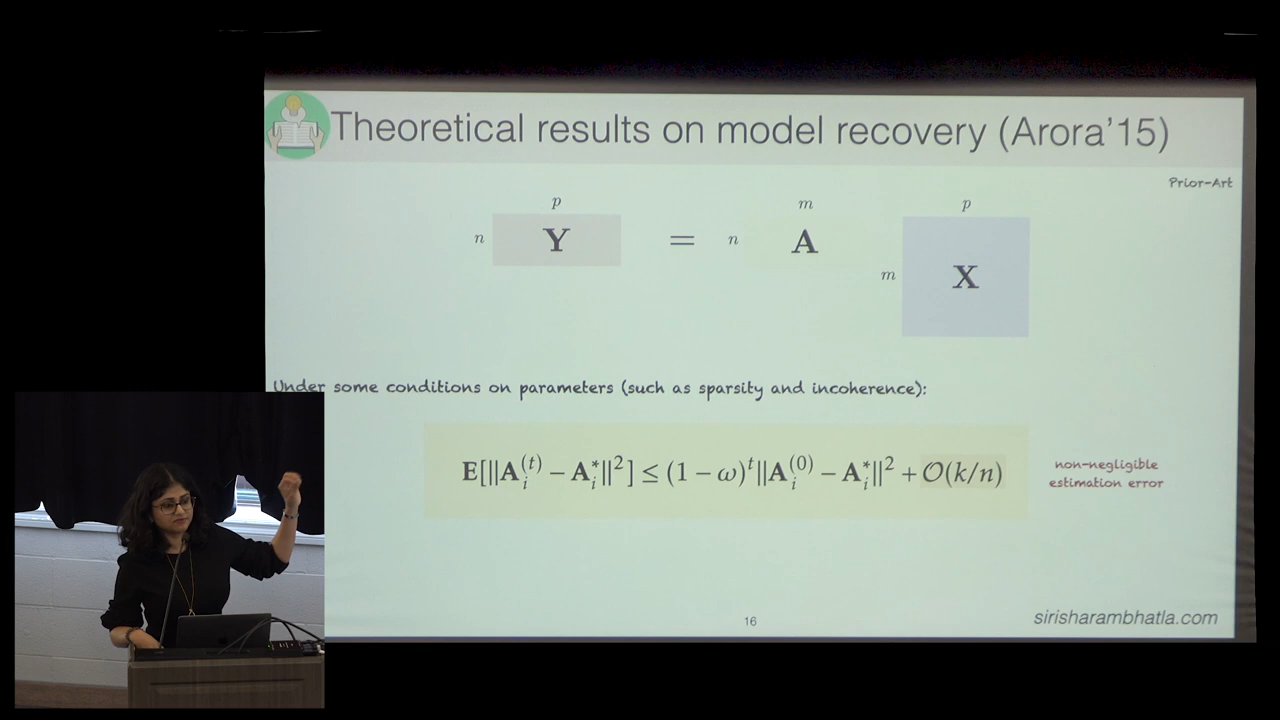 Theoretical results on model recovery (Arora'15)
Prior-Art
p m p
n Y = n A
m X
Under some conditions on parameters (such as sparsity and incoherence):
E[||A_i^(t) − A_i^*||^2] ≤ (1 − ω)^t ||A_i^(0) − A_i^*||^2 + O(k/n)
non-negligible
estimation error
16
sirisharambhatla.com